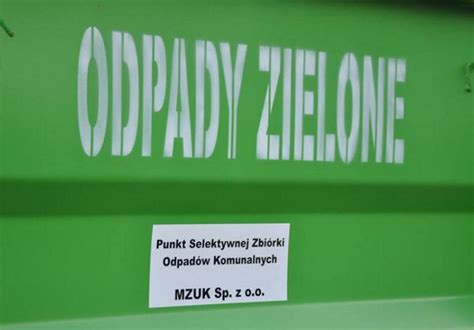 ODPADY ZIELONE
Punkt Selektywnej Zbiórki
Odpadów Komunalnych
MZUK Sp. z o.o.